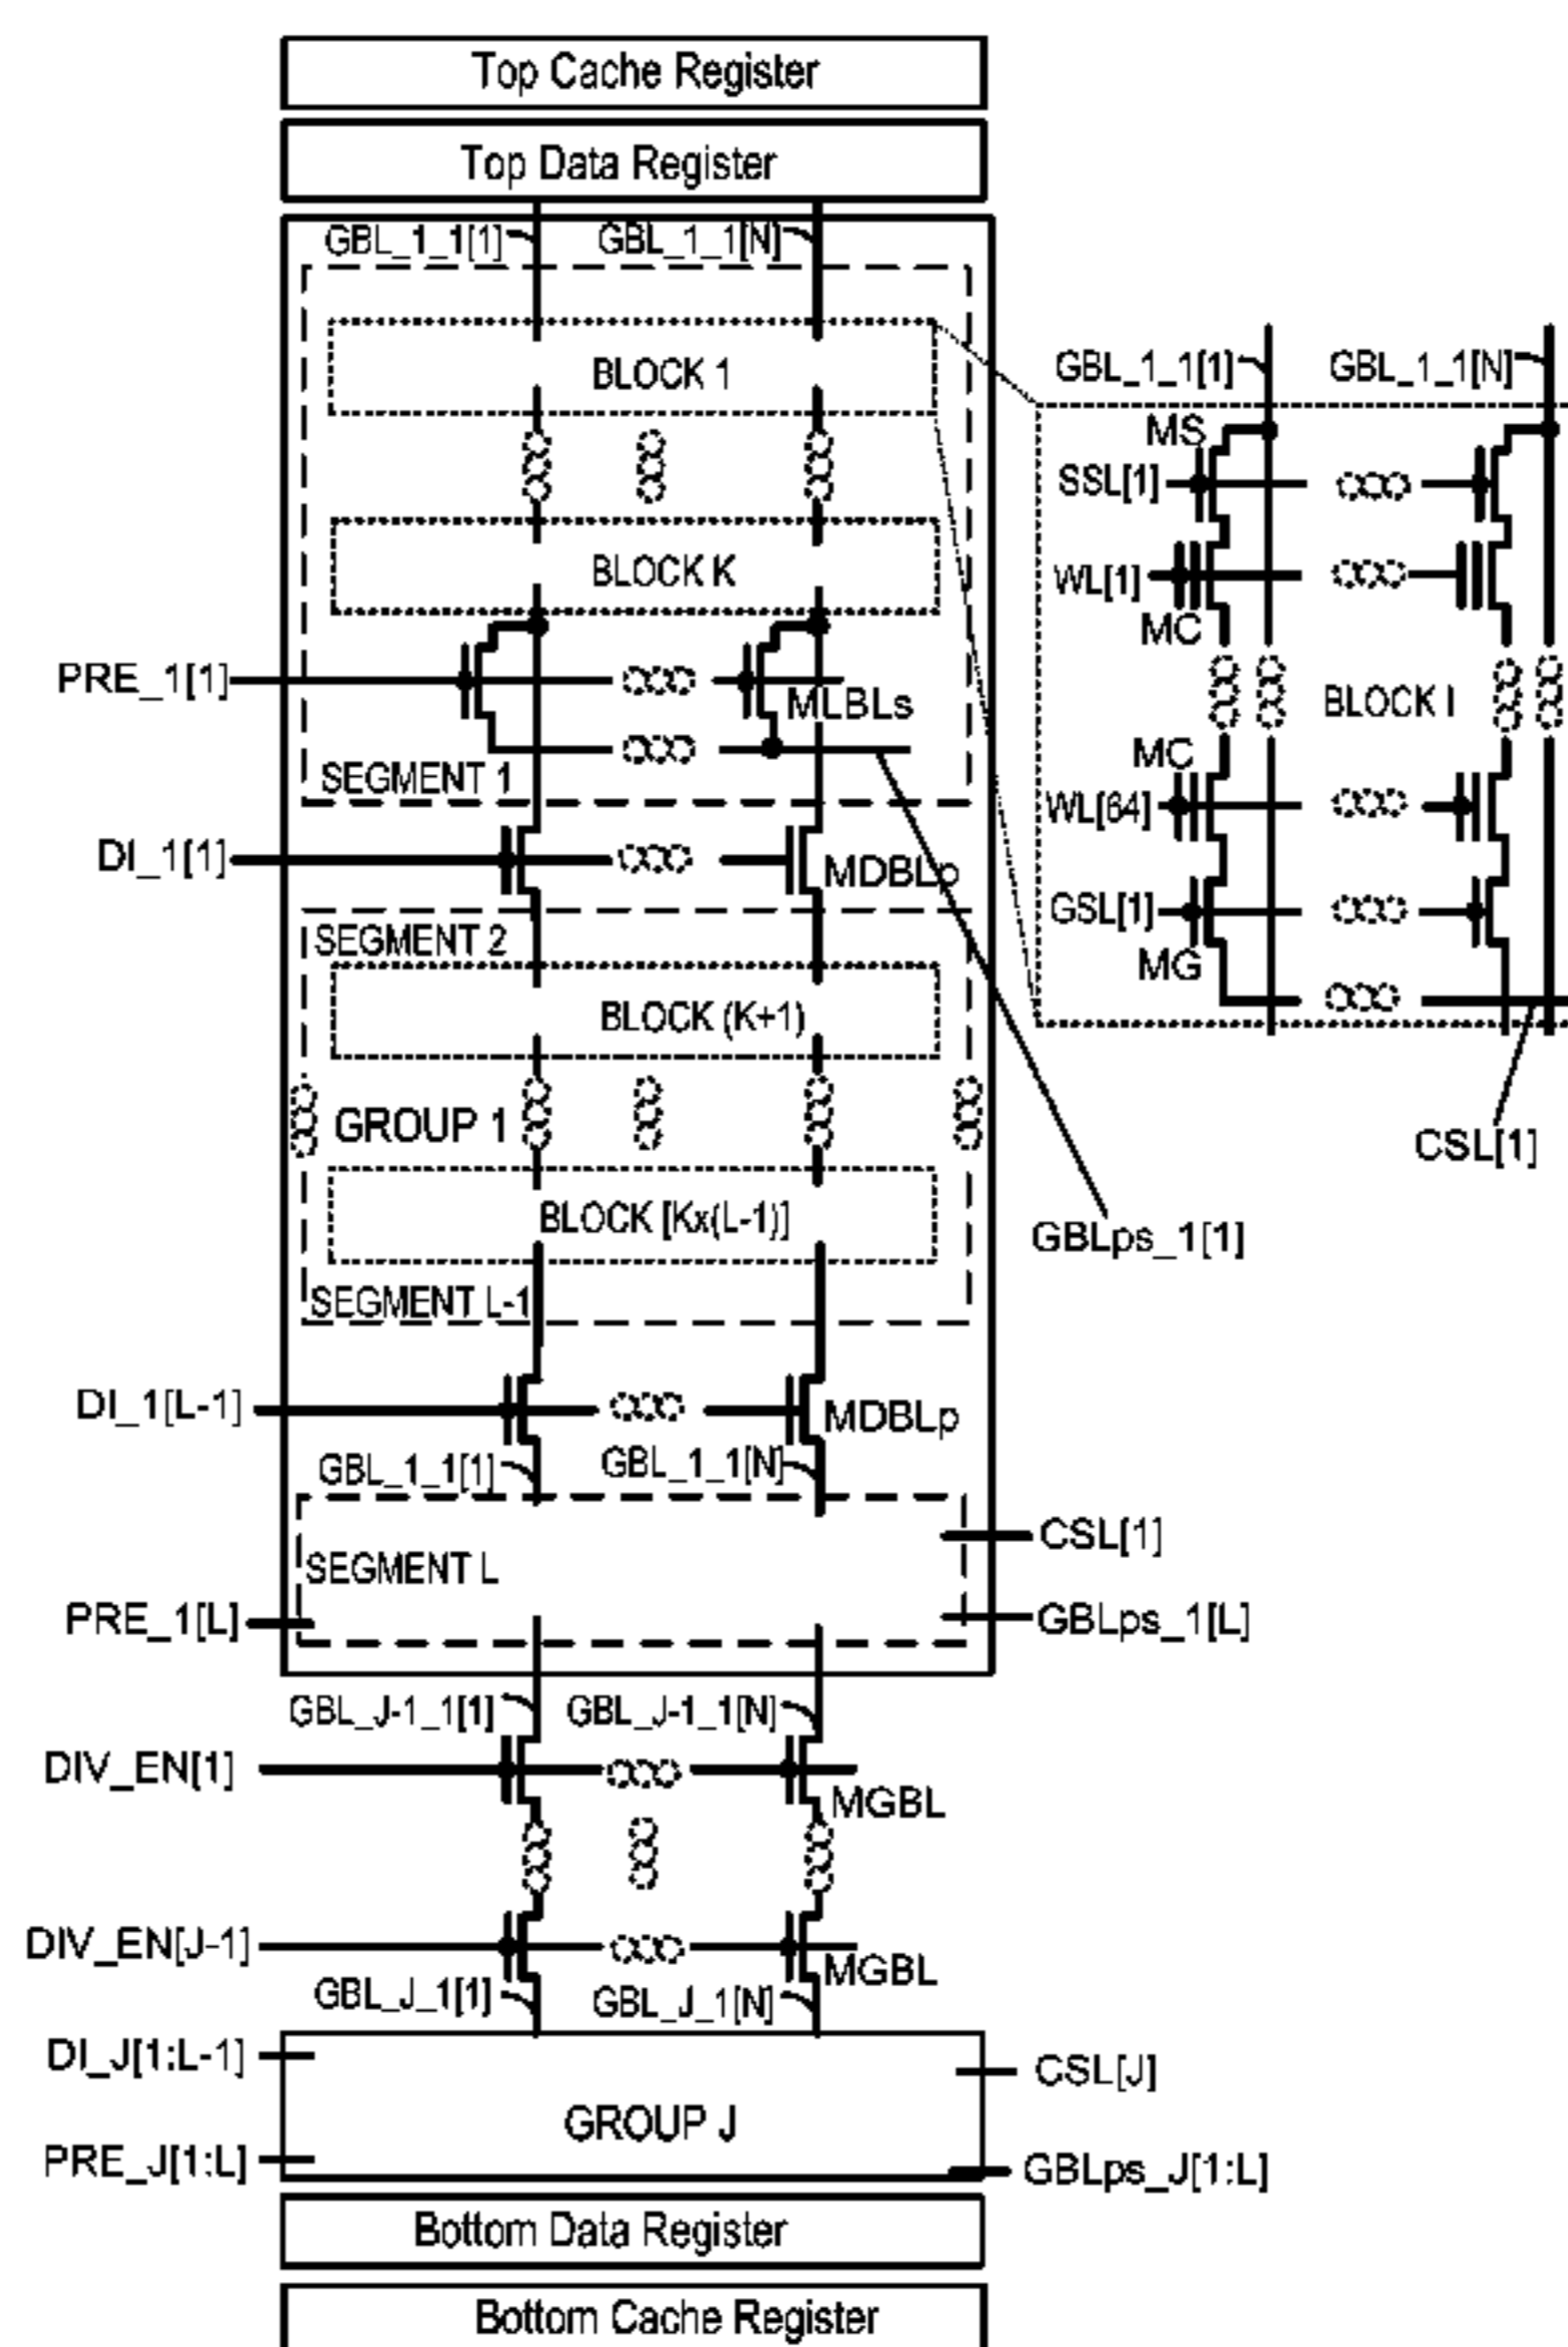 Top Cache Register
Top Data Register
GBL_1_1[1]
GBL_1_1[N]
BLOCK 1
BLOCK K
PRE_1[1]
MLBLs
SEGMENT 1
DI_1[1]
MDBLp
SEGMENT 2
BLOCK (K+1)
GROUP 1
BLOCK [Kx(L-1)]
SEGMENT L-1
GBLps_1[1]
DI_1[L-1]
MDBLp
GBL_1_1[1]
GBL_1_1[N]
SEGMENT L
CSL[1]
PRE_1[L]
GBLps_1[L]
GBL_J-1_1[1]
GBL_J-1_1[N]
DIV_EN[1]
MGBL
DIV_EN[J-1]
MGBL
GBL_J_1[1]
GBL_J_1[N]
DI_J[1:L-1]
CSL[J]
GROUP J
PRE_J[1:L]
GBLps_J[1:L]
Bottom Data Register
Bottom Cache Register
GBL_1_1[1]
GBL_1_1[N]
MS
SSL[1]
WL[1]
MC
BLOCK I
MC
WL[64]
GSL[1]
MG
CSL[1]